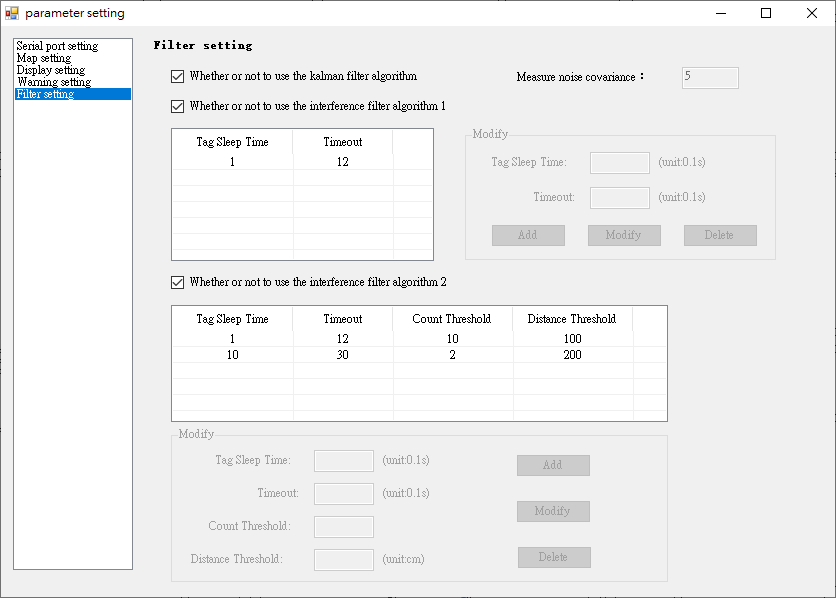 parameter setting
Serial port setting
Map setting
Display setting
Warning setting
Filter setting
Filter setting
Whether or not to use the kalman filter algorithm
Measure noise covariance：
5
Whether or not to use the interference filter algorithm 1
Tag Sleep Time Timeout
1 12
Modify
Tag Sleep Time: (unit:0.1s)
Timeout: (unit:0.1s)
Add Modify Delete
Whether or not to use the interference filter algorithm 2
Tag Sleep Time Timeout Count Threshold Distance Threshold
1 12 10 100
10 30 2 200
Modify
Tag Sleep Time: (unit:0.1s)
Add
Timeout: (unit:0.1s)
Modify
Count Threshold:
Distance Threshold: (unit:cm)
Delete